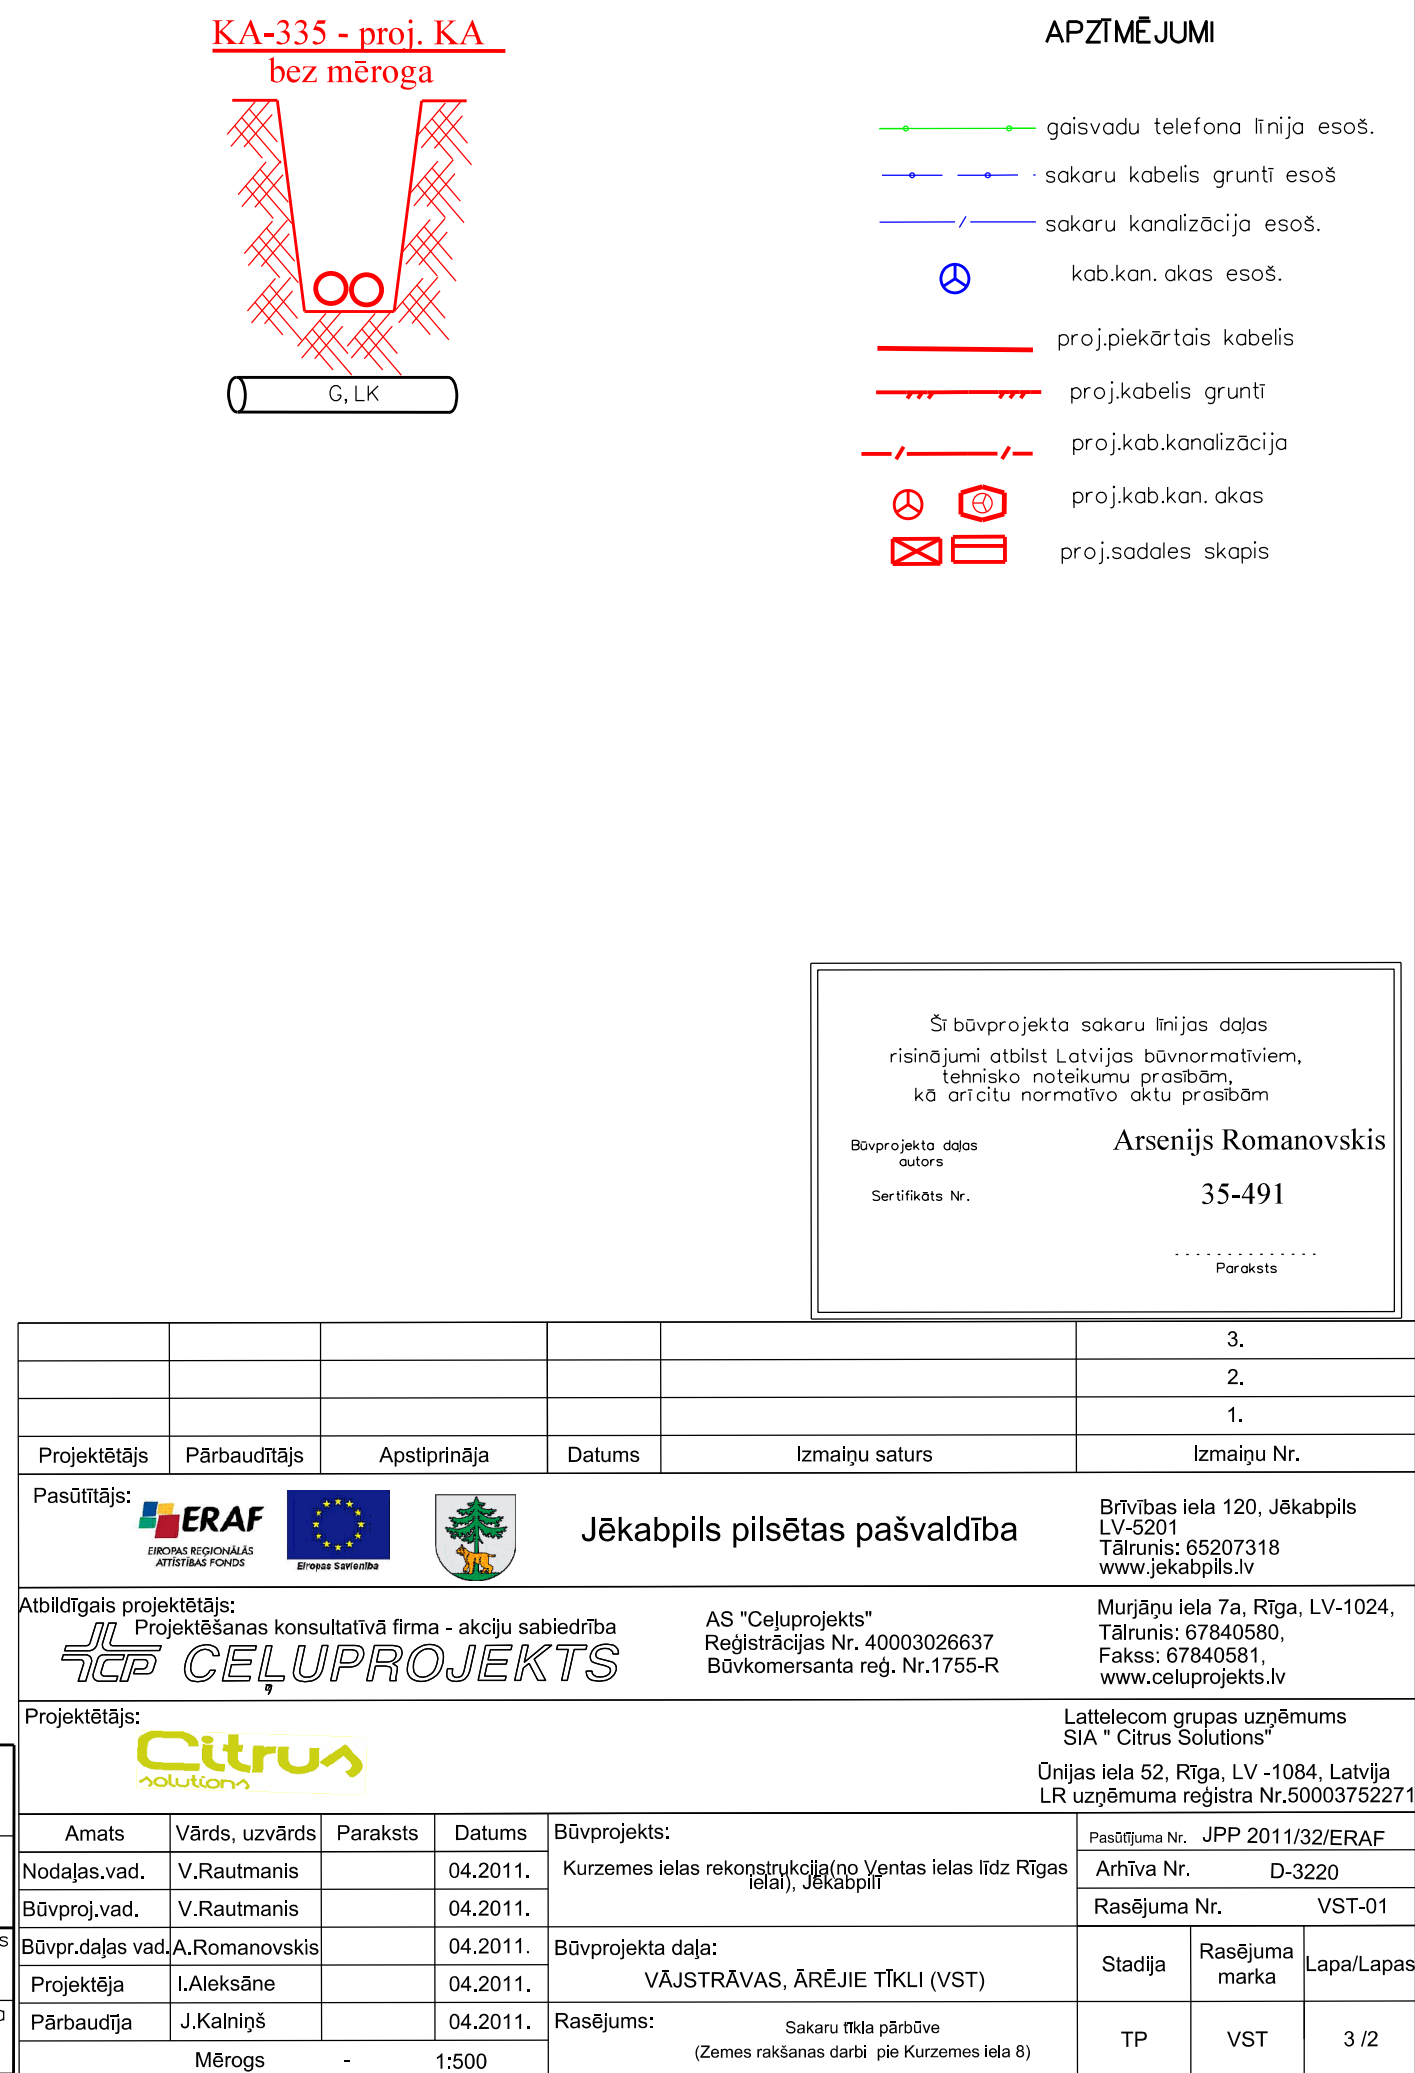 KA-335 - proj. KA
bez mēroga
G, LK
APZĪMĒJUMI
gaisvadu telefona līnija esoš.
sakaru kabelis gruntī esoš
sakaru kanalizācija esoš.
kab.kan. akas esoš.
proj.piekārtais kabelis
proj.kabelis gruntī
proj.kab.kanalizācija
proj.kab.kan. akas
proj.sadales skapis
Šī būvprojekta sakaru līnijas daļas
risinājumi atbilst Latvijas būvnormatīviem,
tehnisko noteikumu prasībām,
kā arī citu normatīvo aktu prasībām
Būvprojekta daļas
autors
Arsenijs Romanovskis
Sertifikāts Nr.
35-491
Paraksts
3.
2.
1.
Projektētājs Pārbaudītājs Apstiprināja Datums Izmaiņu saturs Izmaiņu Nr.
Pasūtītājs:
ERAF
EIROPAS REĢIONĀLĀS
ATTĪSTĪBAS FONDS
Eiropas Savienība
Jēkabpils pilsētas pašvaldība
Brīvības iela 120, Jēkabpils
LV-5201
Tālrunis: 65207318
www.jekabpils.lv
Atbildīgais projektētājs:
Projektēšanas konsultatīvā firma - akciju sabiedrība
TCP CEĻUPROJEKTS
AS "Ceļuprojekts"
Reģistrācijas Nr. 40003026637
Būvkomersanta reģ. Nr.1755-R
Murjāņu iela 7a, Rīga, LV-1024,
Tālrunis: 67840580,
Fakss: 67840581,
www.celuprojekts.lv
Projektētājs:
Citrus
solutions
Lattelecom grupas uzņēmums
SIA " Citrus Solutions"
Ūnijas iela 52, Rīga, LV -1084, Latvija
LR uzņēmuma reģistra Nr.50003752271
Amats Vārds, uzvārds Paraksts Datums
Nodaļas.vad. V.Rautmanis 04.2011.
Būvproj.vad. V.Rautmanis 04.2011.
Būvpr.daļas vad. A.Romanovskis 04.2011.
Projektēja I.Aleksāne 04.2011.
Pārbaudīja J.Kalniņš 04.2011.
Mērogs - 1:500
Būvprojekts:
Kurzemes ielas rekonstrukcija(no Ventas ielas līdz Rīgas
ielai), Jēkabpilī
Būvprojekta daļa:
VĀJSTRĀVAS, ĀRĒJIE TĪKLI (VST)
Rasējums:
Sakaru tīkla pārbūve
(Zemes rakšanas darbi pie Kurzemes iela 8)
Pasūtījuma Nr. JPP 2011/32/ERAF
Arhīva Nr. D-3220
Rasējuma Nr. VST-01
Stadija Rasējuma marka Lapa/Lapas
TP VST 3 /2